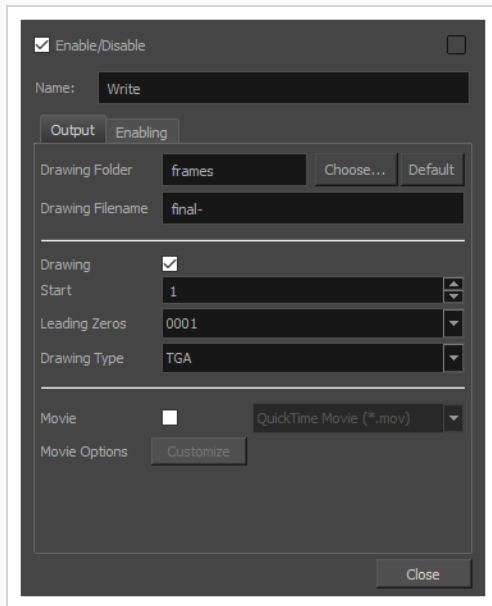 Enable/Disable
Name: Write
Output Enabling
Drawing Folder frames Choose... Default
Drawing Filename final-
Drawing
Start 1
Leading Zeros 0001
Drawing Type TGA
Movie QuickTime Movie (*.mov)
Movie Options Customize
Close